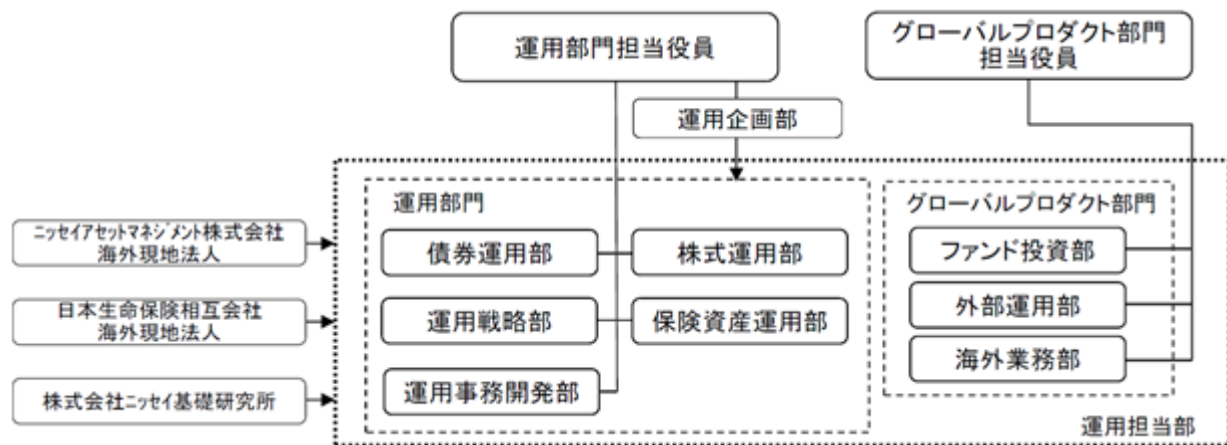 運用部門担当役員
グローバルプロダクト部門
担当役員
運用企画部
運用部門
グローバルプロダクト部門
ニッセイアセットマネジメント株式会社
海外現地法人
債券運用部
株式運用部
ファンド投資部
日本生命保険相互会社
海外現地法人
運用戦略部
保険資産運用部
外部運用部
海外業務部
株式会社ニッセイ基礎研究所
運用事務開発部
運用担当部